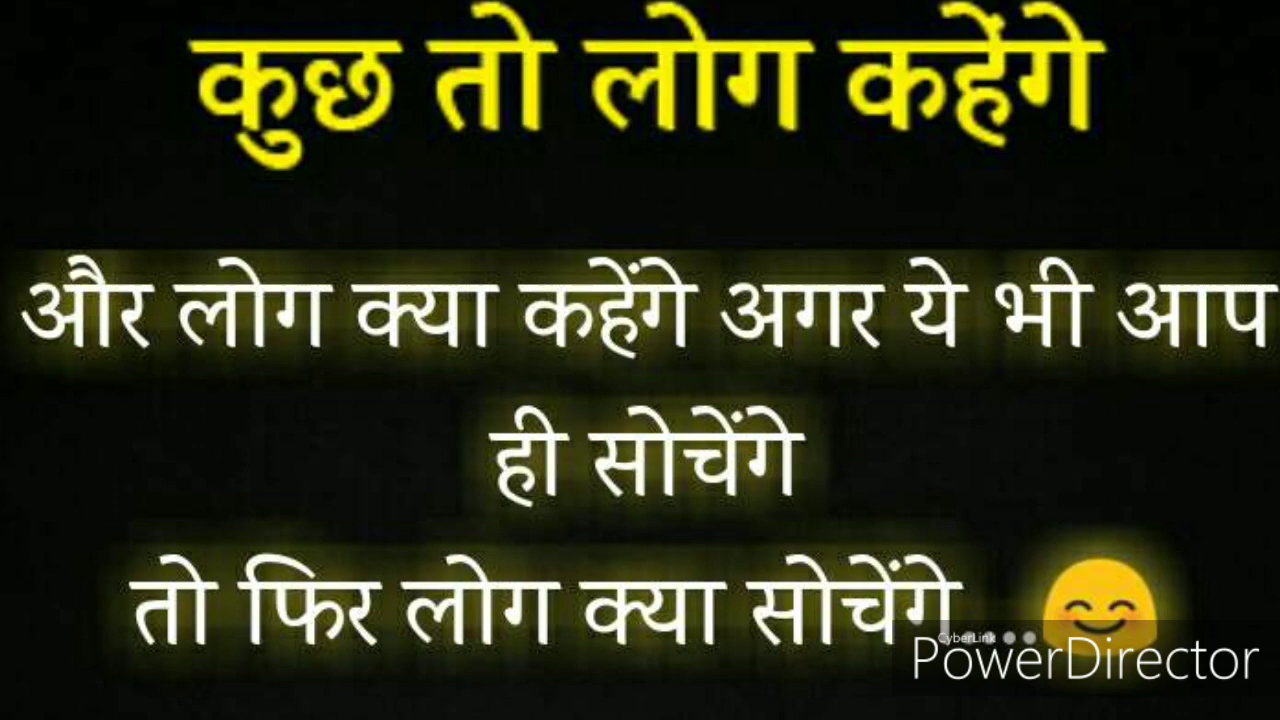 कुछ तो लोग कहेंगे
और लोग क्या कहेंगे अगर ये भी आप
ही सोचेंगे
तो फिर लोग क्या सोचेंगे... 😊
CyberLink
PowerDirector